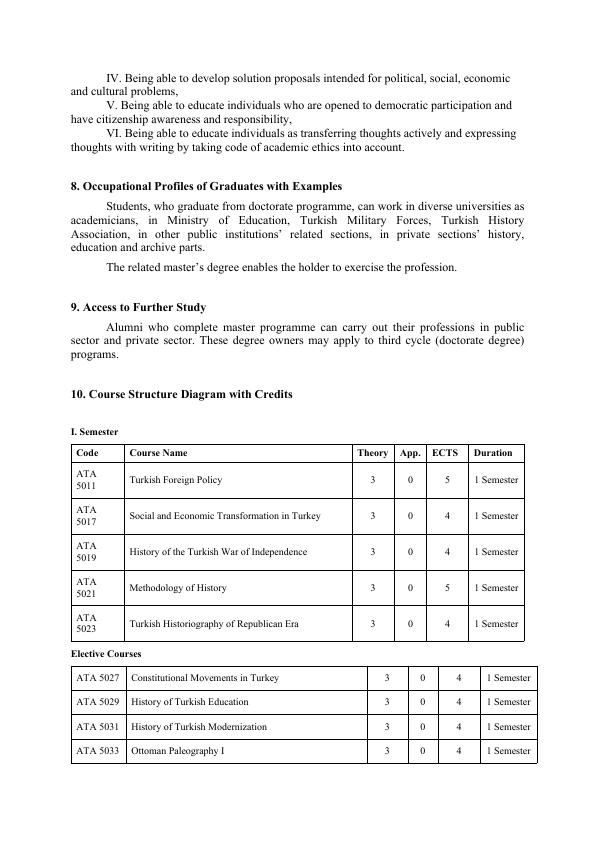 IV. Being able to develop solution proposals intended for political, social, economic
and cultural problems,
V. Being able to educate individuals who are opened to democratic participation and
have citizenship awareness and responsibility,
VI. Being able to educate individuals as transferring thoughts actively and expressing
thoughts with writing by taking code of academic ethics into account.
8. Occupational Profiles of Graduates with Examples
Students, who graduate from doctorate programme, can work in diverse universities as
academicians, in Ministry of Education, Turkish Military Forces, Turkish History
Association, in other public institutions’ related sections, in private sections’ history,
education and archive parts.
The related master’s degree enables the holder to exercise the profession.
9. Access to Further Study
Alumni who complete master programme can carry out their professions in public
sector and private sector. These degree owners may apply to third cycle (doctorate degree)
programs.
10. Course Structure Diagram with Credits
I. Semester
Code Course Name Theory App. ECTS Duration
ATA
5011 Turkish Foreign Policy 3 0 5 1 Semester
ATA
5017 Social and Economic Transformation in Turkey 3 0 4 1 Semester
ATA
5019 History of the Turkish War of Independence 3 0 4 1 Semester
ATA
5021 Methodology of History 3 0 5 1 Semester
ATA
5023 Turkish Historiography of Republican Era 3 0 4 1 Semester
Elective Courses
ATA 5027 Constitutional Movements in Turkey 3 0 4 1 Semester
ATA 5029 History of Turkish Education 3 0 4 1 Semester
ATA 5031 History of Turkish Modernization 3 0 4 1 Semester
ATA 5033 Ottoman Paleography I 3 0 4 1 Semester